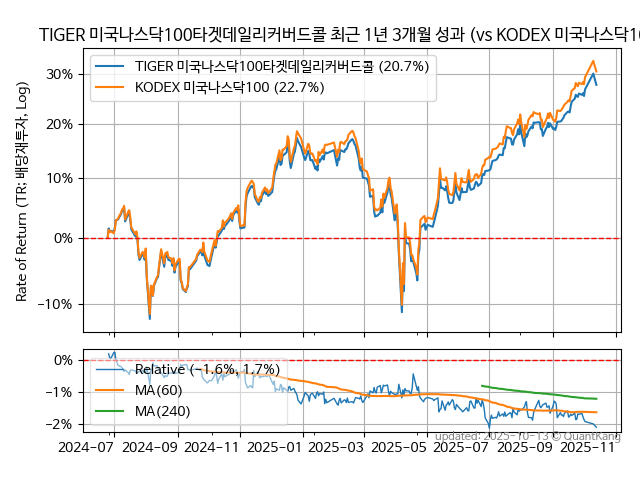 TIGER 미국나스닥100타겟데일리커버드콜 최근 1년 3개월 성과 (vs KODEX 미국나스닥10
Rate of Return (TR: 배당재투자, Log)
TIGER 미국나스닥100타겟데일리커버드콜 (20.7%)
KODEX 미국나스닥100 (22.7%)
30%
20%
10%
0%
−10%
0%
−1%
−2%
Relative (−1.6%, 1.7%)
MA(60)
MA(240)
2024−07
2024−09
2024−11
2025−01
2025−03
2025−05
2025−07
2025−09
2025−11
updated: 2025-10-13 © QuantKang